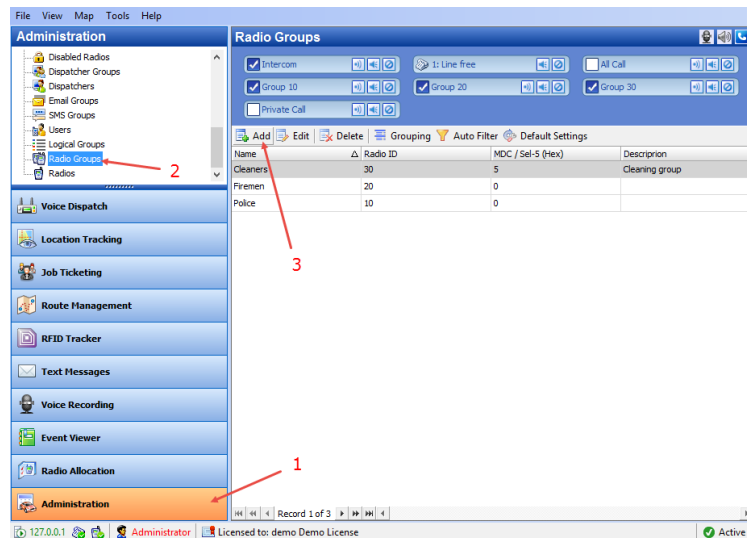 File View Map Tools Help
Administration
Radio Groups
Disabled Radios
Dispatcher Groups
Dispatchers
Email Groups
SMS Groups
Users
Logical Groups
Radio Groups
Radios
2
Intercom
1: Line free
All Call
Group 10
Group 20
Group 30
Private Call
Add Edit Delete Grouping Auto Filter Default Settings
Name Radio ID MDC / Sel-5 (Hex) Descriprion
Cleaners 30 5 Cleaning group
Firemen 20 0
Police 10 0
3
Voice Dispatch
Location Tracking
Job Ticketing
Route Management
RFID Tracker
Text Messages
Voice Recording
Event Viewer
Radio Allocation
Administration
1
Record 1 of 3
127.0.0.1 Administrator Licensed to: demo Demo License Active